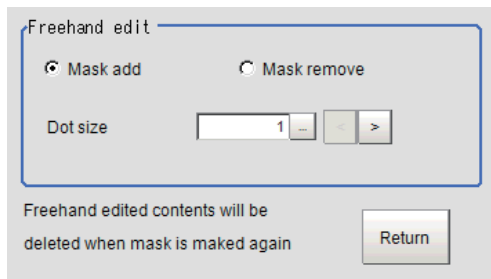 Freehand edit
Mask add Mask remove
Dot size 1 ... < >
Freehand edited contents will be
deleted when mask is maked again
Return